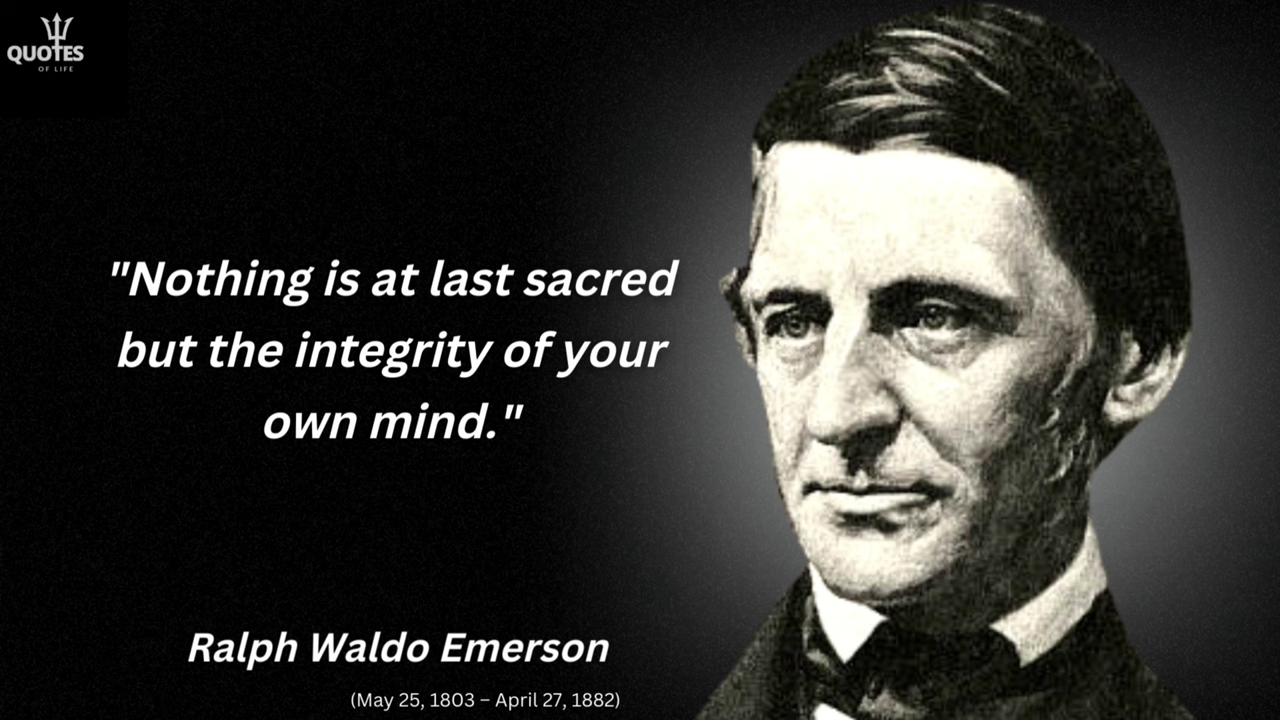 QUOTES
OF LIFE
"Nothing is at last sacred
but the integrity of your
own mind."
Ralph Waldo Emerson
(May 25, 1803 – April 27, 1882)